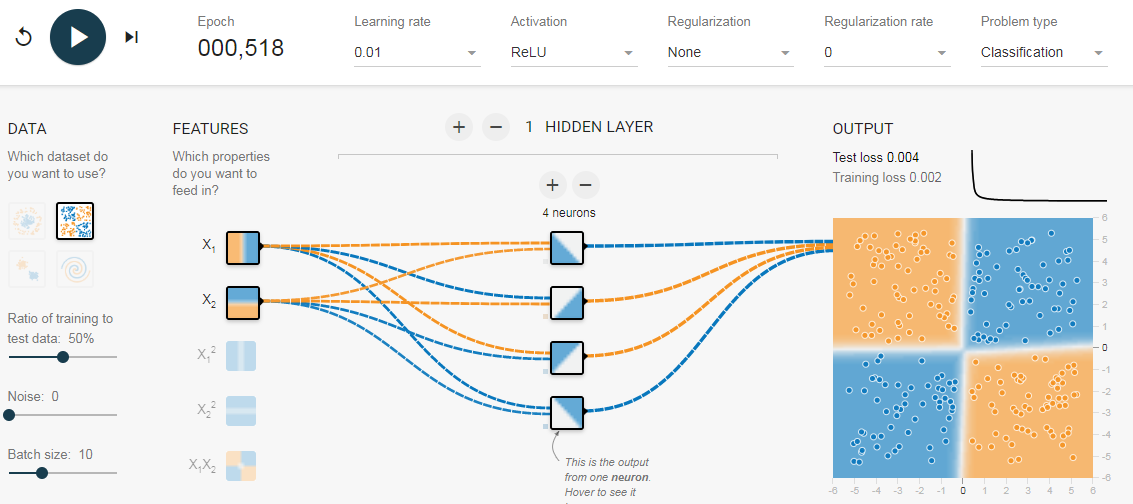 Epoch
000,518
Learning rate
0.01
Activation
ReLU
Regularization
None
Regularization rate
0
Problem type
Classification
DATA
Which dataset do
you want to use?
Ratio of training to
test data: 50%
Noise: 0
Batch size: 10
FEATURES
Which properties
do you want to
feed in?
X₁
X₂
X₁²
X₂²
X₁X₂
1 HIDDEN LAYER
4 neurons
This is the output
from one neuron.
Hover to see it
OUTPUT
Test loss 0.004
Training loss 0.002
6
5
4
3
2
1
0
-1
-2
-3
-4
-5
-6
-6 -5 -4 -3 -2 -1 0 1 2 3 4 5 6